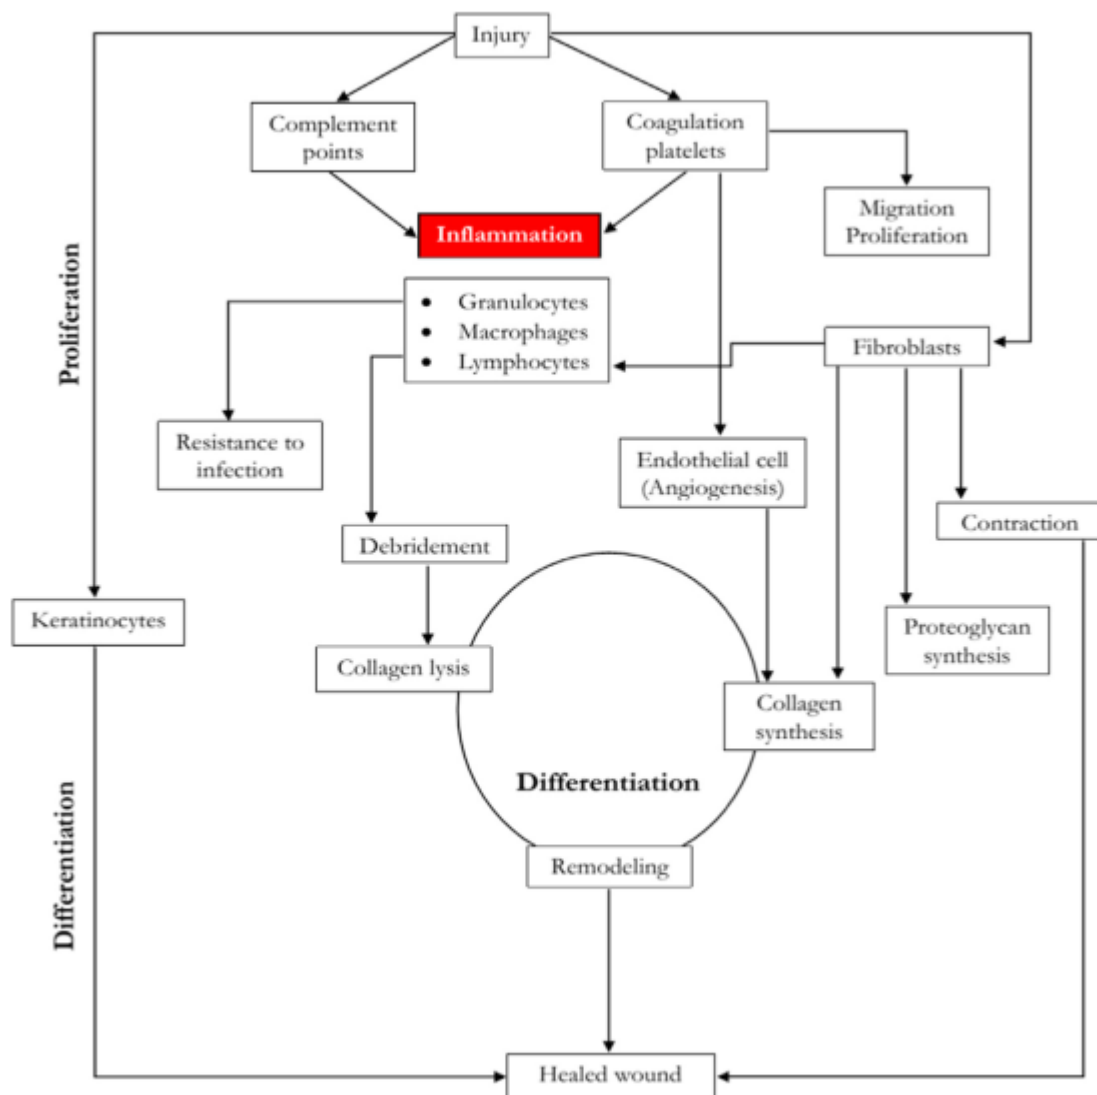 Injury
Complement
points
Coagulation
platelets
Migration
Proliferation
Inflammation
Proliferation
• Granulocytes
• Macrophages
• Lymphocytes
Fibroblasts
Resistance to
infection
Endothelial cell
(Angiogenesis)
Contraction
Debridement
Keratinocytes
Proteoglycan
synthesis
Collagen lysis
Collagen
synthesis
Differentiation
Differentiation
Remodeling
Healed wound